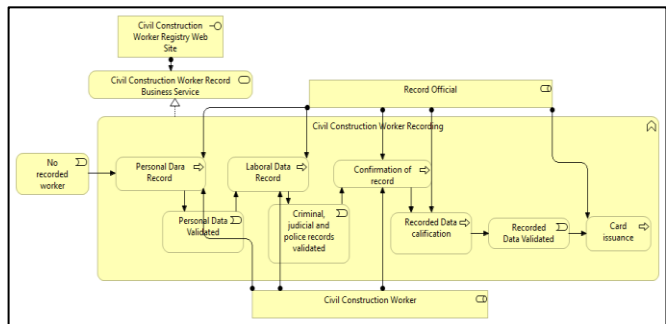 Civil Construction
Worker Registry Web
Site
Civil Construction Worker Record
Business Service
Record Official
Civil Construction Worker Recording
No
recorded
worker
Personal Dara
Record
Laboral Data
Record
Confirmation of
record
Personal Data
Validated
Criminal,
judicial and
police records
validated
Recorded Data
calification
Recorded
Data Validated
Card
issuance
Civil Construction Worker